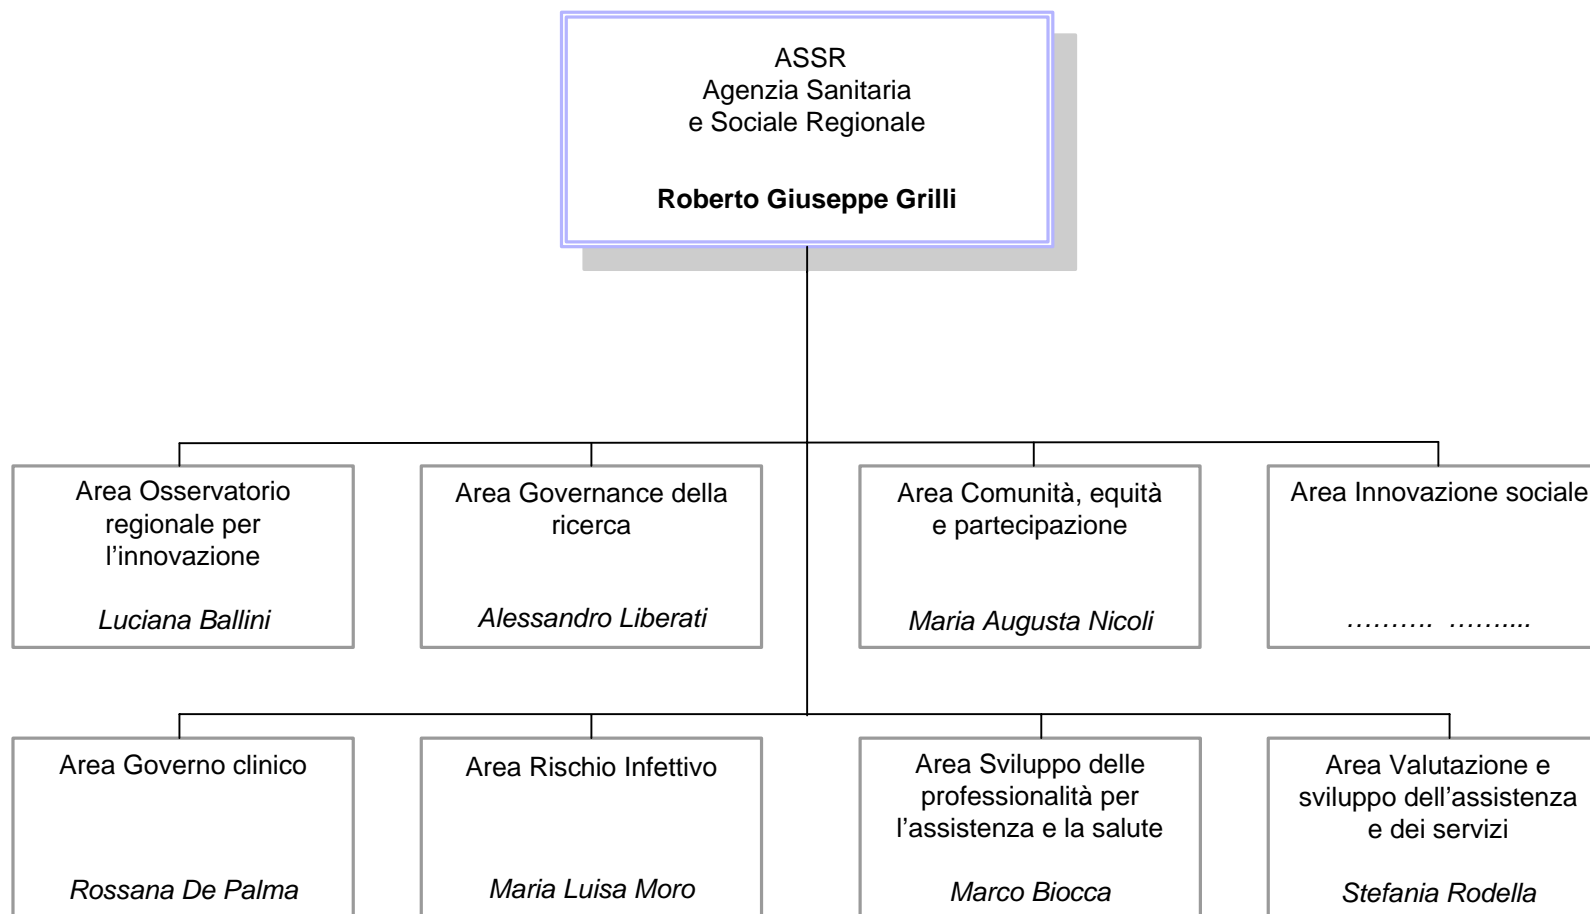 ASSR
Agenzia Sanitaria
e Sociale Regionale
Roberto Giuseppe Grilli
Area Osservatorio
regionale per
l’innovazione
Luciana Ballini
Area Governance della
ricerca
Alessandro Liberati
Area Comunità, equità
e partecipazione
Maria Augusta Nicoli
Area Innovazione sociale
………. ……....
Area Governo clinico
Rossana De Palma
Area Rischio Infettivo
Maria Luisa Moro
Area Sviluppo delle
professionalità per
l’assistenza e la salute
Marco Biocca
Area Valutazione e
sviluppo dell’assistenza
e dei servizi
Stefania Rodella